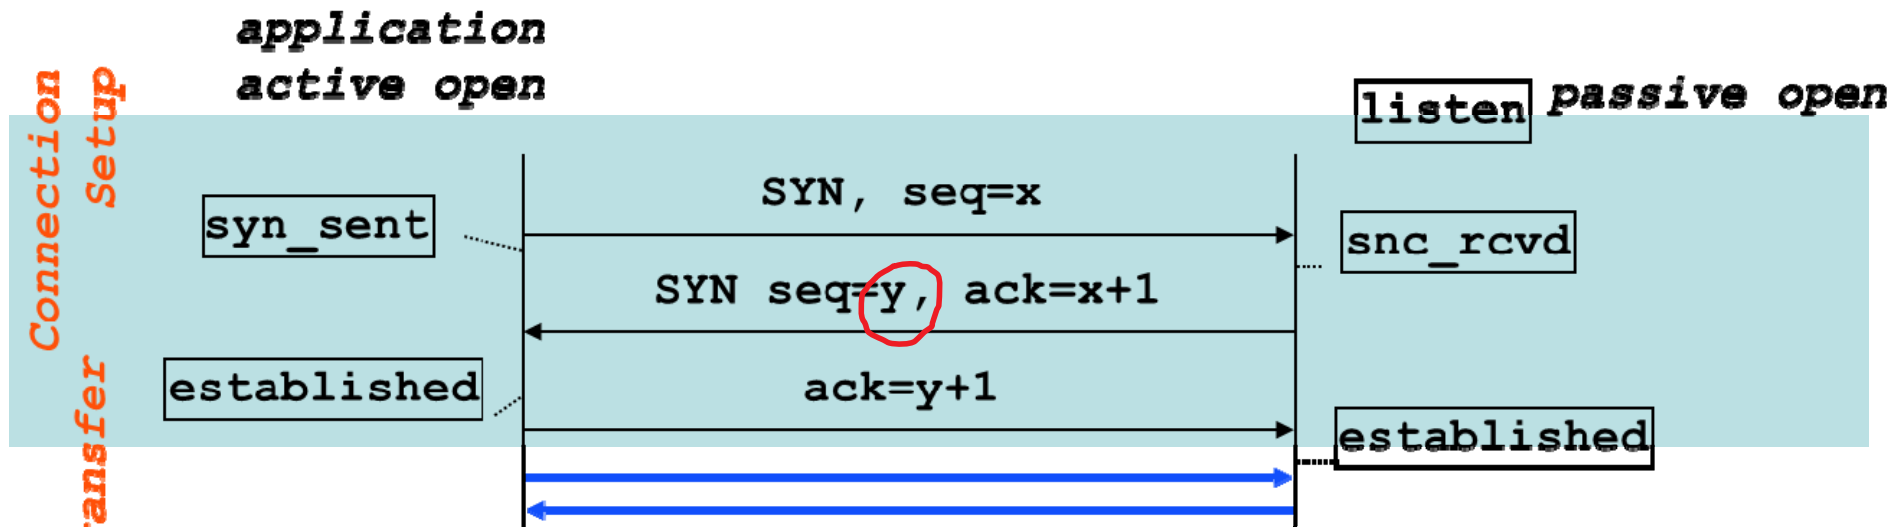 application
active open
listen passive open
Connection
Setup
SYN, seq=x
syn_sent
snc_rcvd
SYN seq=y, ack=x+1
established
ack=y+1
established
ansfer